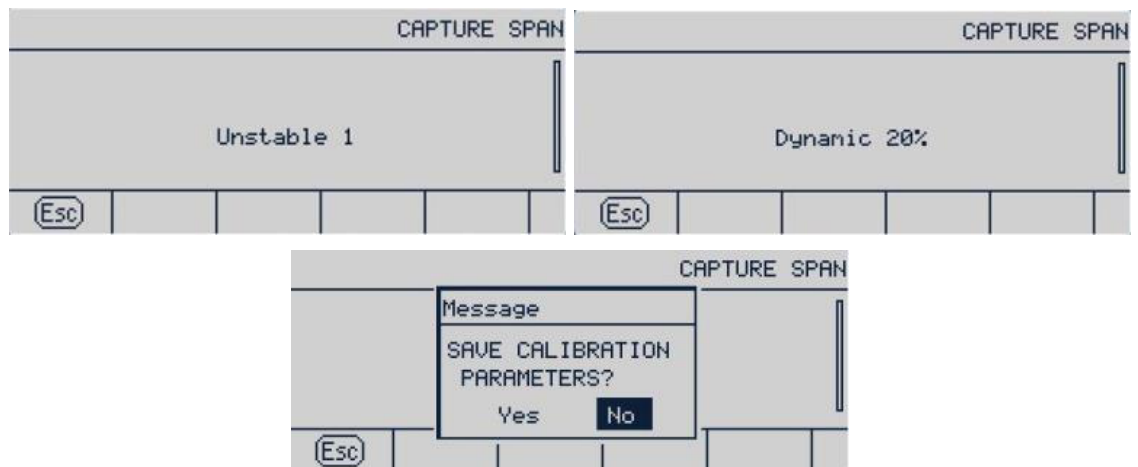 CAPTURE SPAN
Unstable 1
Esc
CAPTURE SPAN
Dynamic 20%
Esc
CAPTURE SPAN
Message
SAVE CALIBRATION
PARAMETERS?
Yes No
Esc